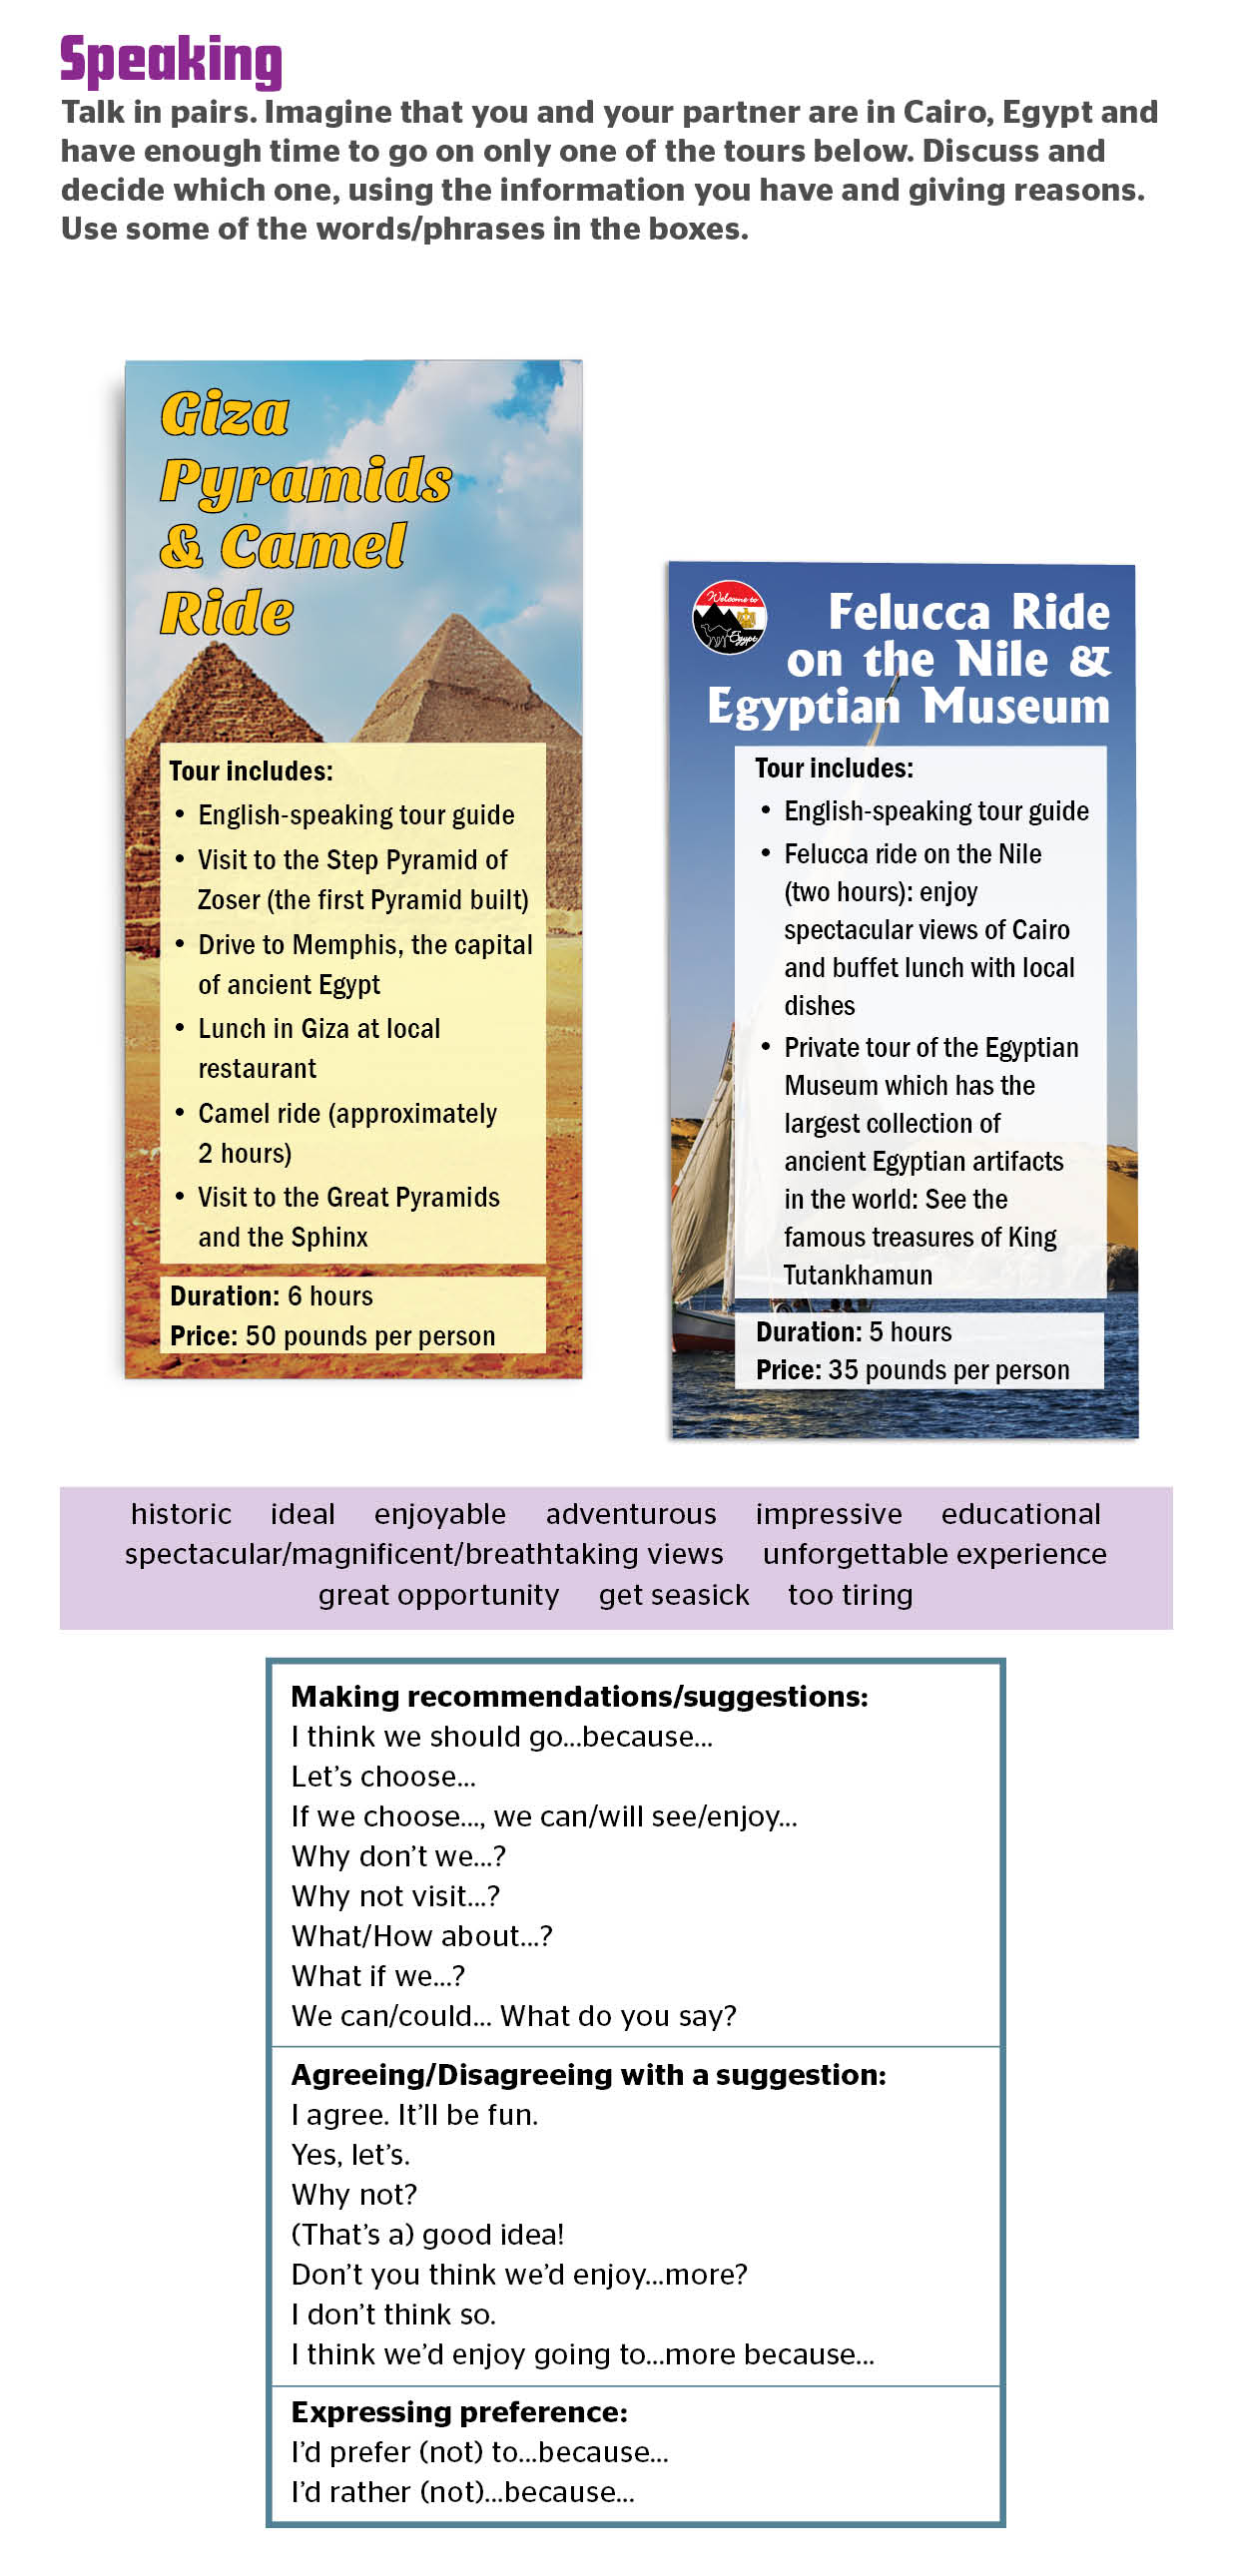 Speaking
Talk in pairs. Imagine that you and your partner are in Cairo, Egypt and
have enough time to go on only one of the tours below. Discuss and
decide which one, using the information you have and giving reasons.
Use some of the words/phrases in the boxes.
Giza
Pyramids
& Camel
Ride
Tour includes:
• English-speaking tour guide
• Visit to the Step Pyramid of
Zoser (the first Pyramid built)
• Drive to Memphis, the capital
of ancient Egypt
• Lunch in Giza at local
restaurant
• Camel ride (approximately
2 hours)
• Visit to the Great Pyramids
and the Sphinx
Duration: 6 hours
Price: 50 pounds per person
Welcome to
Egypt
Felucca Ride
on the Nile &
Egyptian Museum
Tour includes:
• English-speaking tour guide
• Felucca ride on the Nile
(two hours): enjoy
spectacular views of Cairo
and buffet lunch with local
dishes
• Private tour of the Egyptian
Museum which has the
largest collection of
ancient Egyptian artifacts
in the world: See the
famous treasures of King
Tutankhamun
Duration: 5 hours
Price: 35 pounds per person
historic ideal enjoyable adventurous impressive educational
spectacular/magnificent/breathtaking views unforgettable experience
great opportunity get seasick too tiring
Making recommendations/suggestions:
I think we should go...because...
Let's choose...
If we choose..., we can/will see/enjoy...
Why don't we...?
Why not visit...?
What/How about...?
What if we...?
We can/could... What do you say?
Agreeing/Disagreeing with a suggestion:
I agree. It'll be fun.
Yes, let's.
Why not?
(That's a) good idea!
Don't you think we'd enjoy...more?
I don't think so.
I think we'd enjoy going to...more because...
Expressing preference:
I'd prefer (not) to...because...
I'd rather (not)...because...